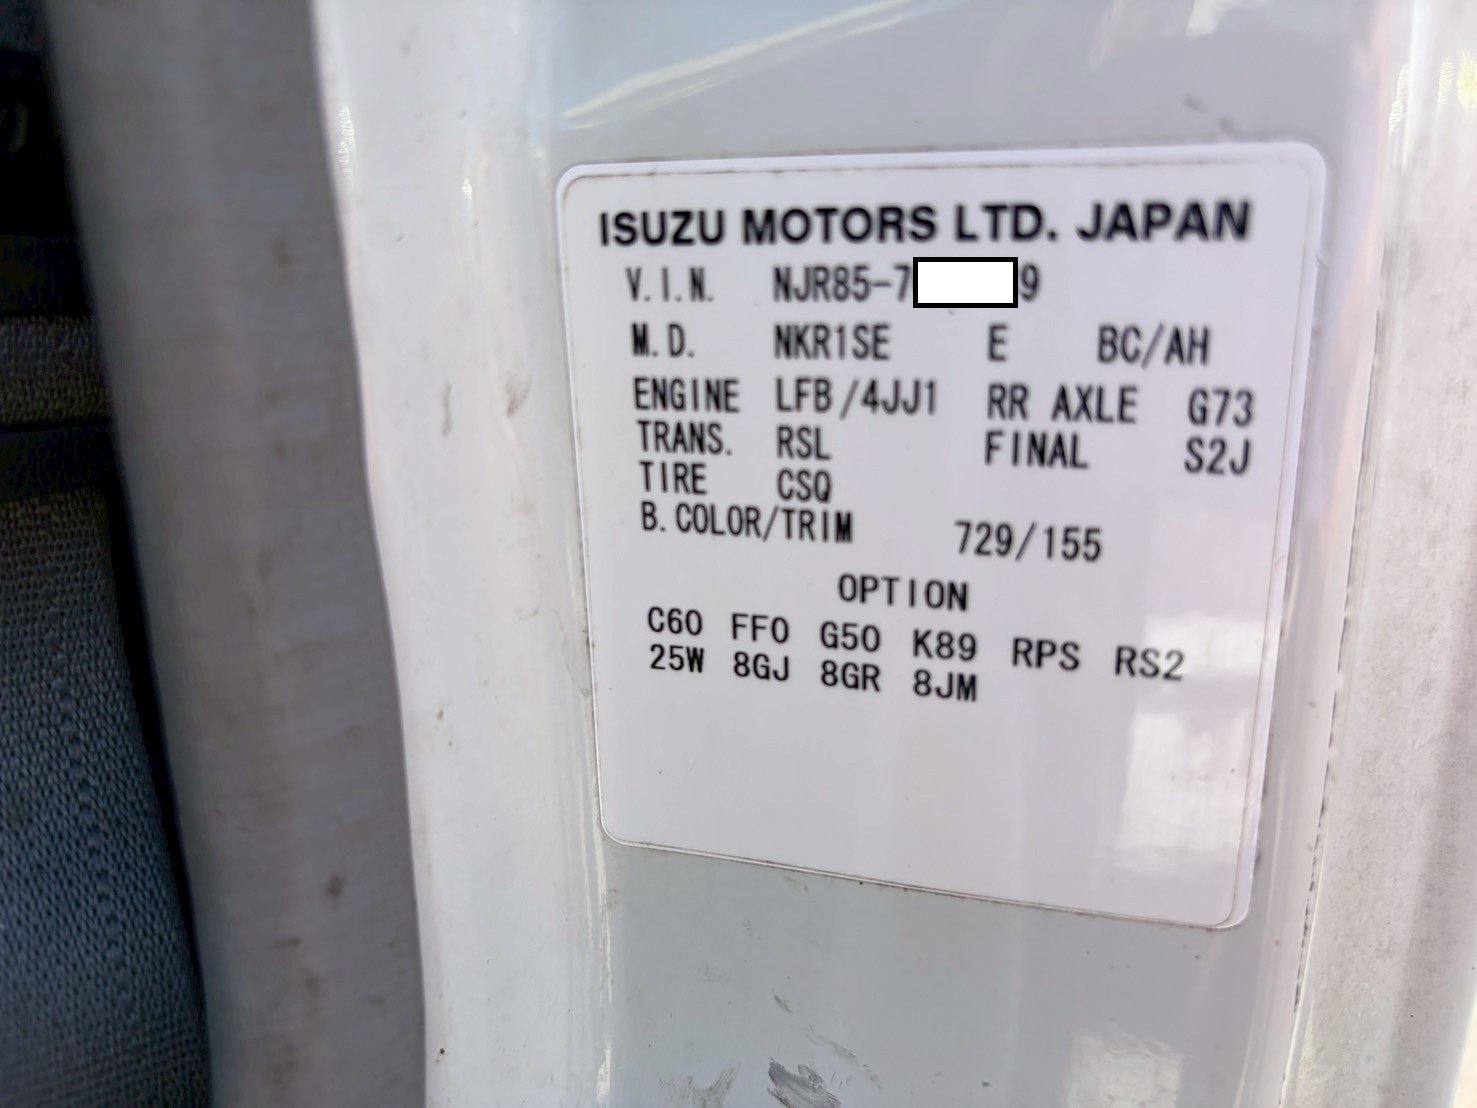 ISUZU MOTORS LTD. JAPAN
V.I.N. NJR85-7 9
M.D. NKR1SE E BC/AH
ENGINE LFB/4JJ1 RR AXLE G73
TRANS. RSL FINAL S2J
TIRE CSQ
B.COLOR/TRIM 729/155
OPTION
C60 FF0 G50 K89 RPS RS2
25W 8GJ 8GR 8JM